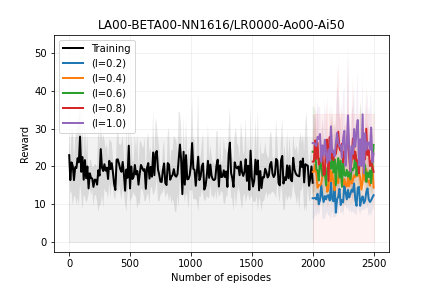 LA00-BETA00-NN1616/LR0000-Ao00-Ai50
Training
(I=0.2)
(I=0.4)
(I=0.6)
(I=0.8)
(I=1.0)
Reward
50
40
30
20
10
0
0 500 1000 1500 2000 2500
Number of episodes